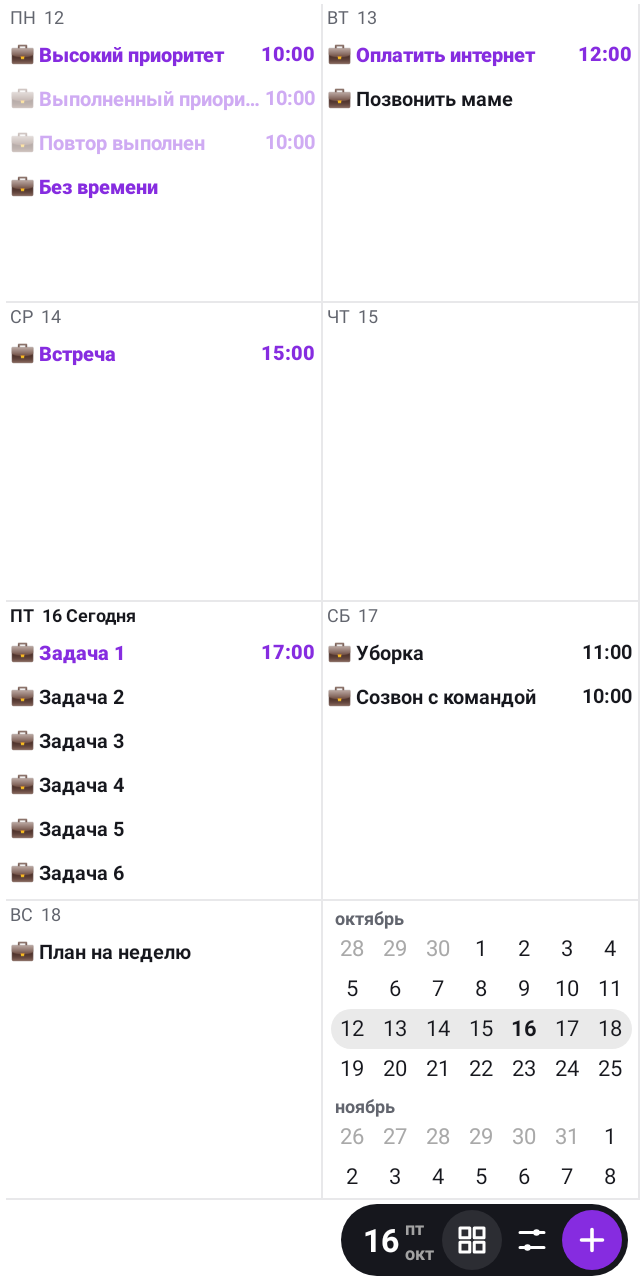 ПН 12
Высокий приоритет 10:00
Выполненный приори... 10:00
Повтор выполнен 10:00
Без времени
ВТ 13
Оплатить интернет 12:00
Позвонить маме
СР 14
Встреча 15:00
ЧТ 15
ПТ 16 Сегодня
Задача 1 17:00
Задача 2
Задача 3
Задача 4
Задача 5
Задача 6
СБ 17
Уборка 11:00
Созвон с командой 10:00
ВС 18
План на неделю
октябрь
28 29 30 1 2 3 4
5 6 7 8 9 10 11
12 13 14 15 16 17 18
19 20 21 22 23 24 25
ноябрь
26 27 28 29 30 31 1
2 3 4 5 6 7 8
16 пт
окт